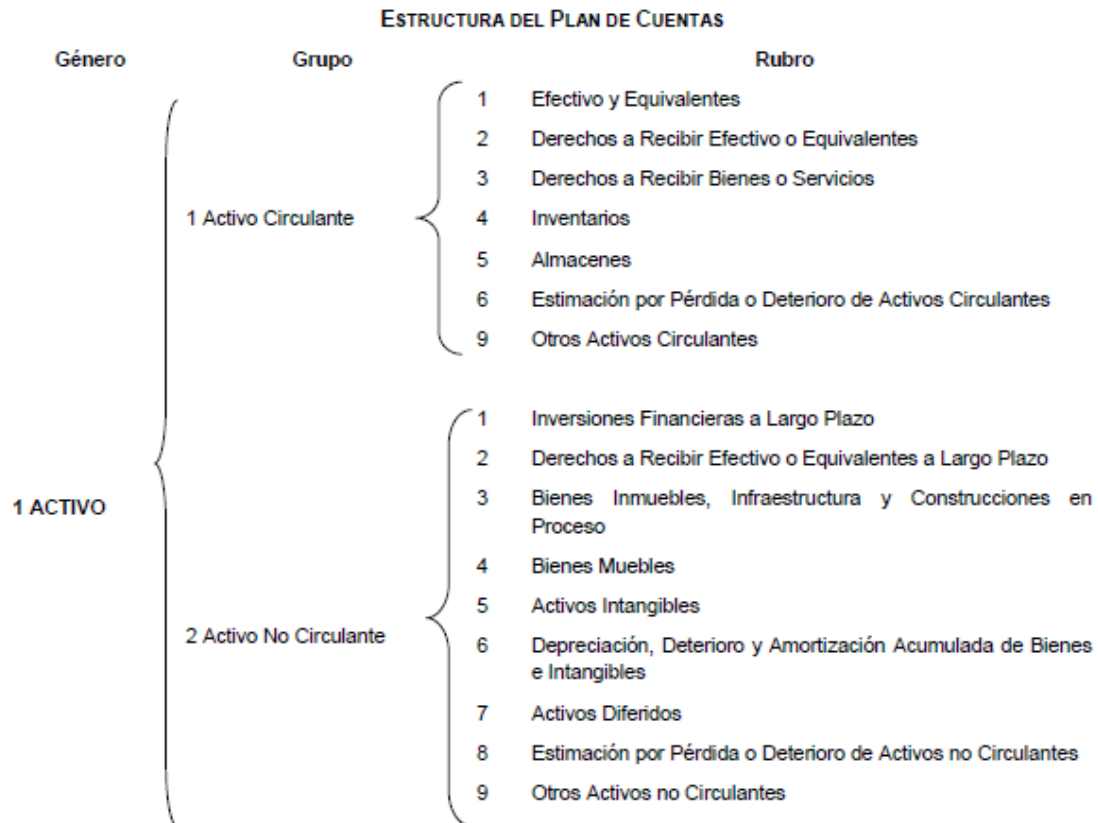 ESTRUCTURA DEL PLAN DE CUENTAS
Género Grupo Rubro
1 Efectivo y Equivalentes
2 Derechos a Recibir Efectivo o Equivalentes
3 Derechos a Recibir Bienes o Servicios
1 Activo Circulante 4 Inventarios
5 Almacenes
6 Estimación por Pérdida o Deterioro de Activos Circulantes
9 Otros Activos Circulantes
1 Inversiones Financieras a Largo Plazo
2 Derechos a Recibir Efectivo o Equivalentes a Largo Plazo
1 ACTIVO 3 Bienes Inmuebles, Infraestructura y Construcciones en
Proceso
4 Bienes Muebles
5 Activos Intangibles
2 Activo No Circulante 6 Depreciación, Deterioro y Amortización Acumulada de Bienes
e Intangibles
7 Activos Diferidos
8 Estimación por Pérdida o Deterioro de Activos no Circulantes
9 Otros Activos no Circulantes